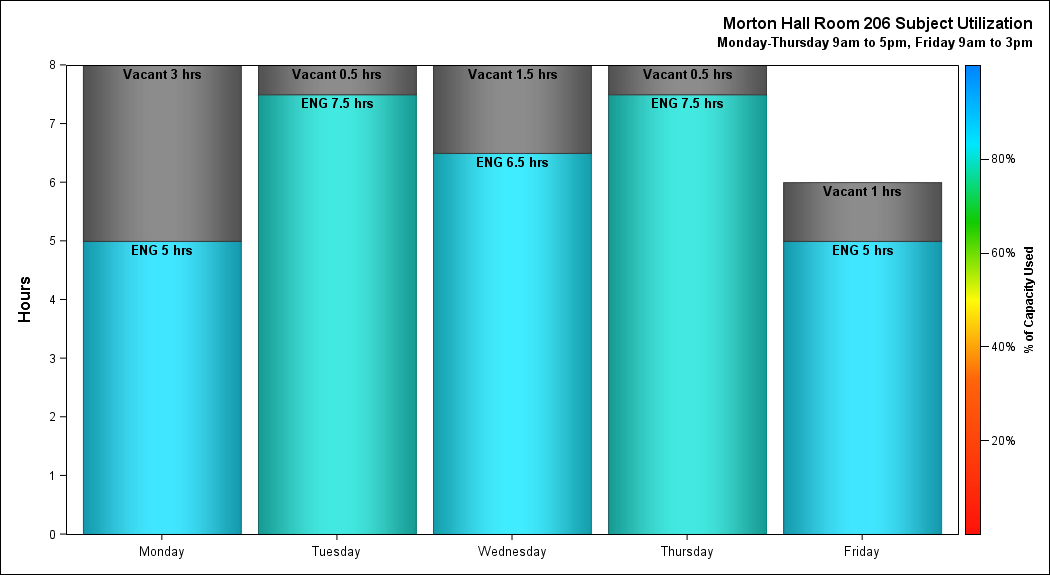 Morton Hall Room 206 Subject Utilization
Monday-Thursday 9am to 5pm, Friday 9am to 3pm
Hours
8
7
6
5
4
3
2
1
0
Vacant 3 hrs
ENG 5 hrs
Vacant 0.5 hrs
ENG 7.5 hrs
Vacant 1.5 hrs
ENG 6.5 hrs
Vacant 0.5 hrs
ENG 7.5 hrs
Vacant 1 hrs
ENG 5 hrs
Monday
Tuesday
Wednesday
Thursday
Friday
80%
60%
40%
20%
% of Capacity Used